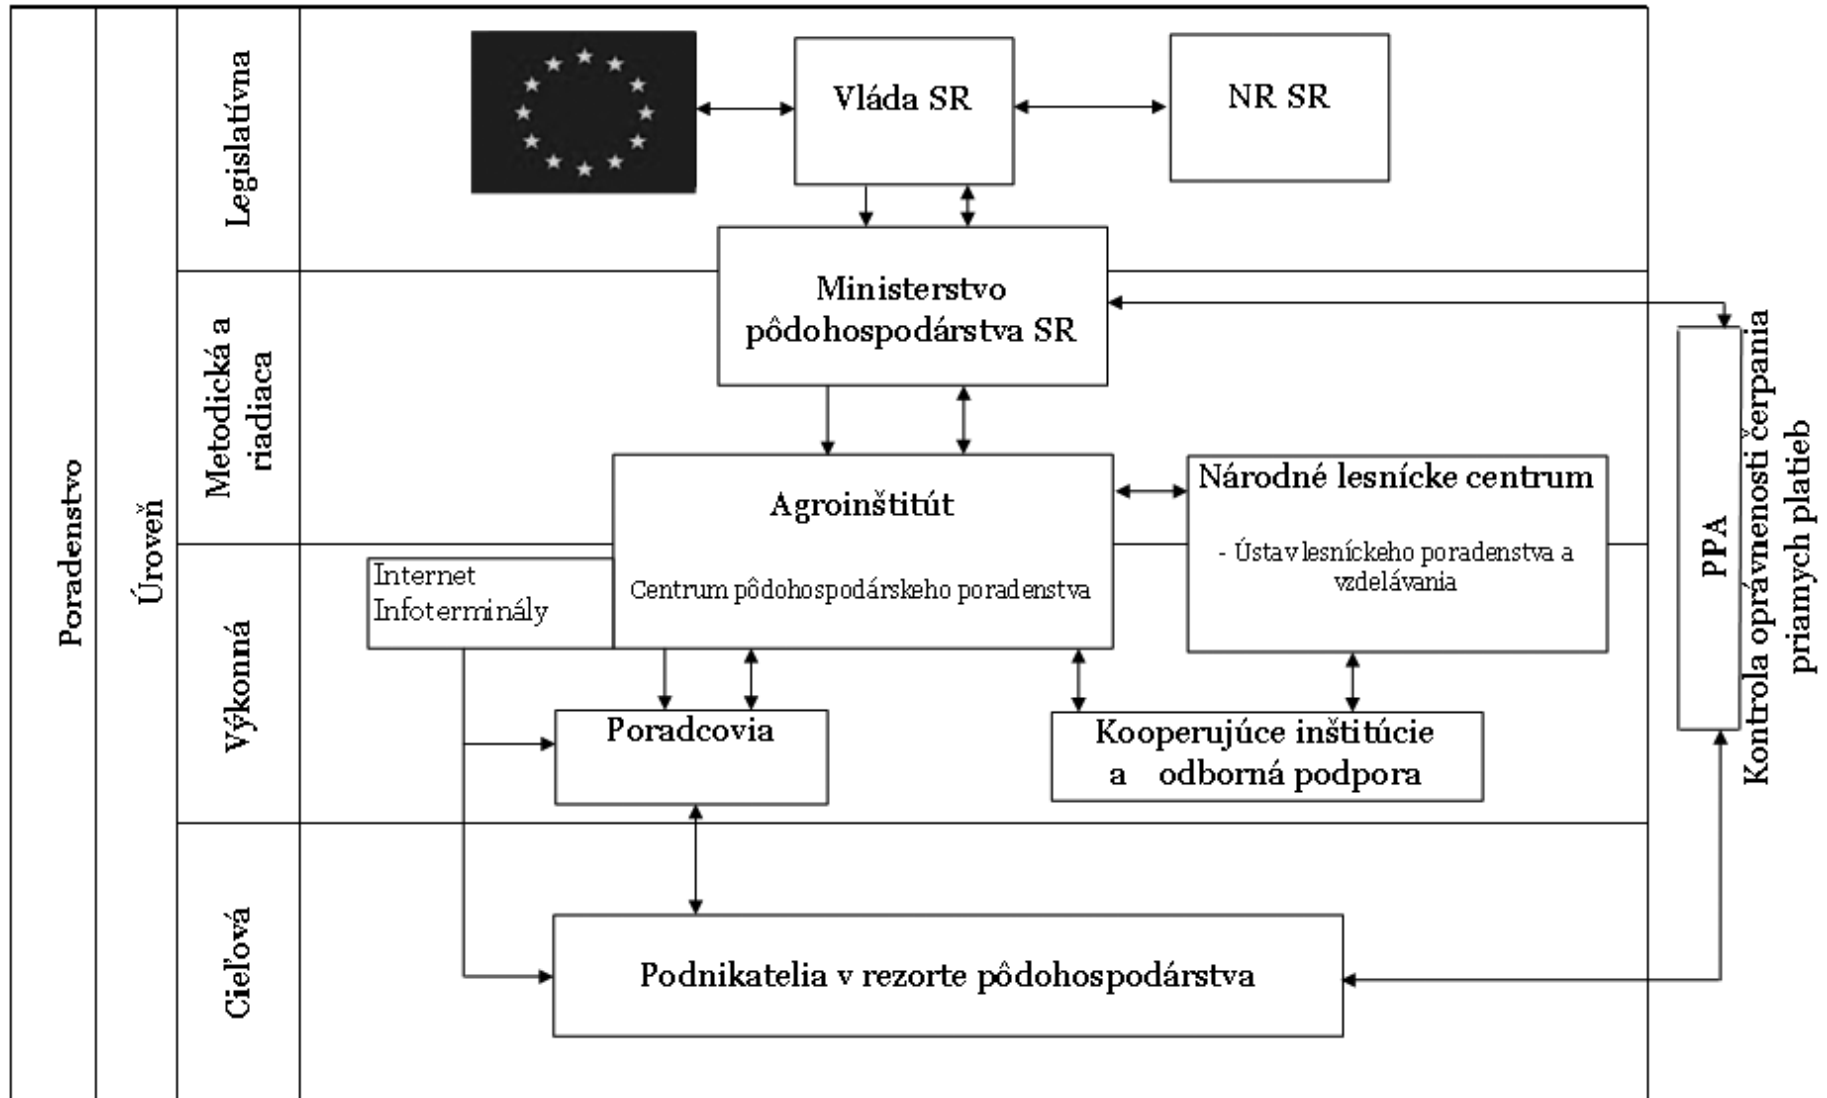 Poradenstvo
Úroveň
Legislatívna
Vláda SR
NR SR
Metodická a
riadiaca
Ministerstvo
pôdohospodárstva SR
Agroinštitút
Centrum pôdohospodárskeho poradenstva
Národné lesnícke centrum
- Ústav lesníckeho poradenstva a
vzdelávania
Výkonná
Internet
Infoterminály
Poradcovia
Kooperujúce inštitúcie
a odborná podpora
Cieľová
Podnikatelia v rezorte pôdohospodárstva
PPA
Kontrola oprávnenosti čerpania
priamych platieb